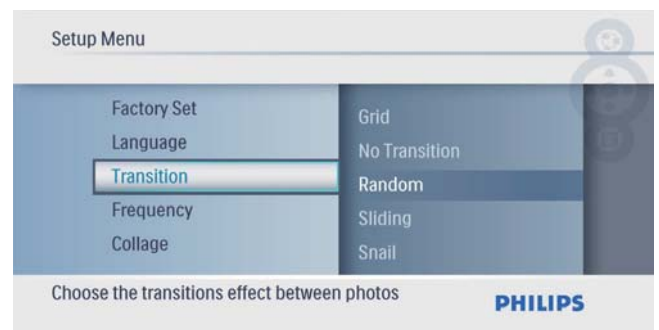 Setup Menu
Factory Set
Language
Transition
Frequency
Collage
Grid
No Transition
Random
Sliding
Snail
Choose the transitions effect between photos
PHILIPS